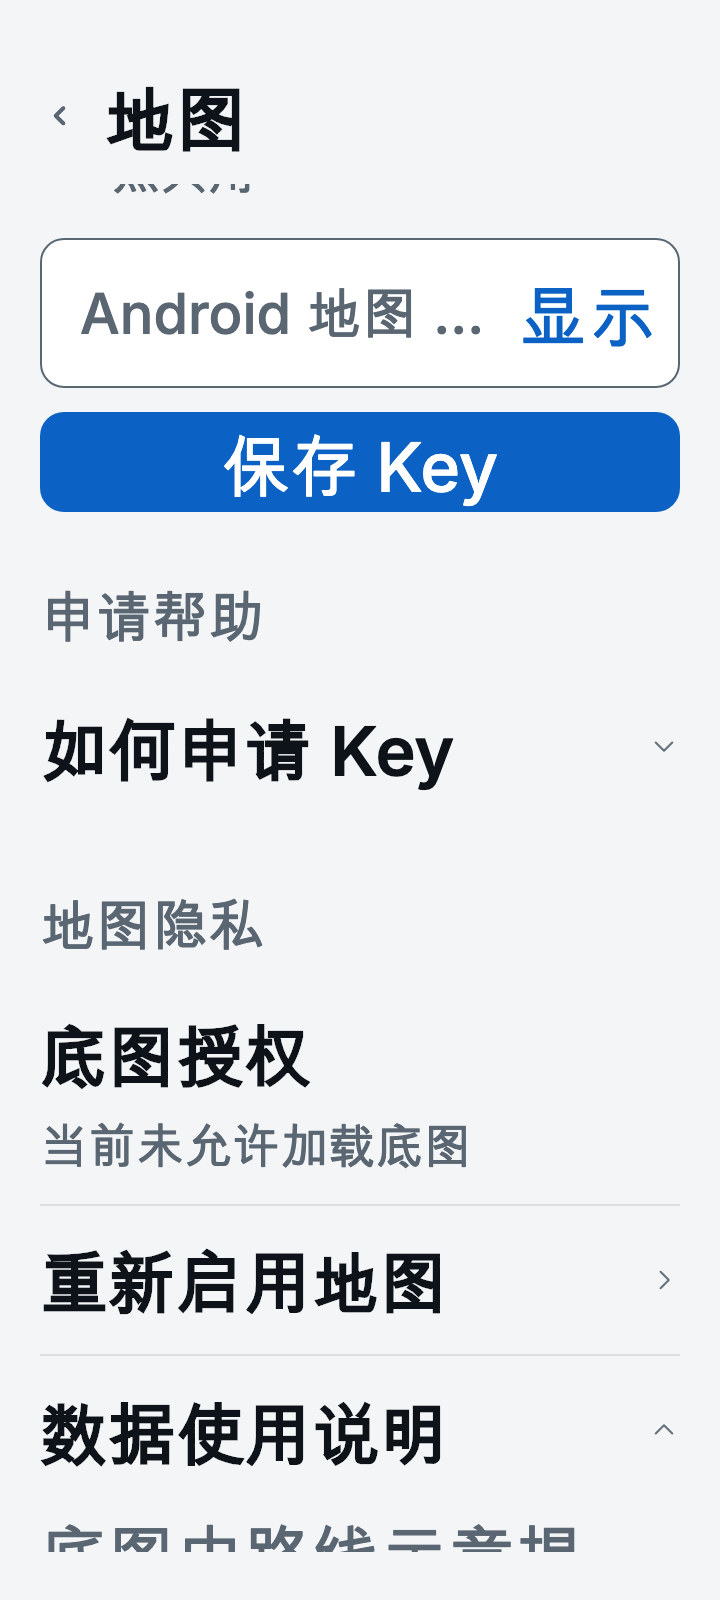 地图
Android 地图 ... 显示
保存 Key
申请帮助
如何申请 Key
地图隐私
底图授权
当前未允许加载底图
重新启用地图
数据使用说明